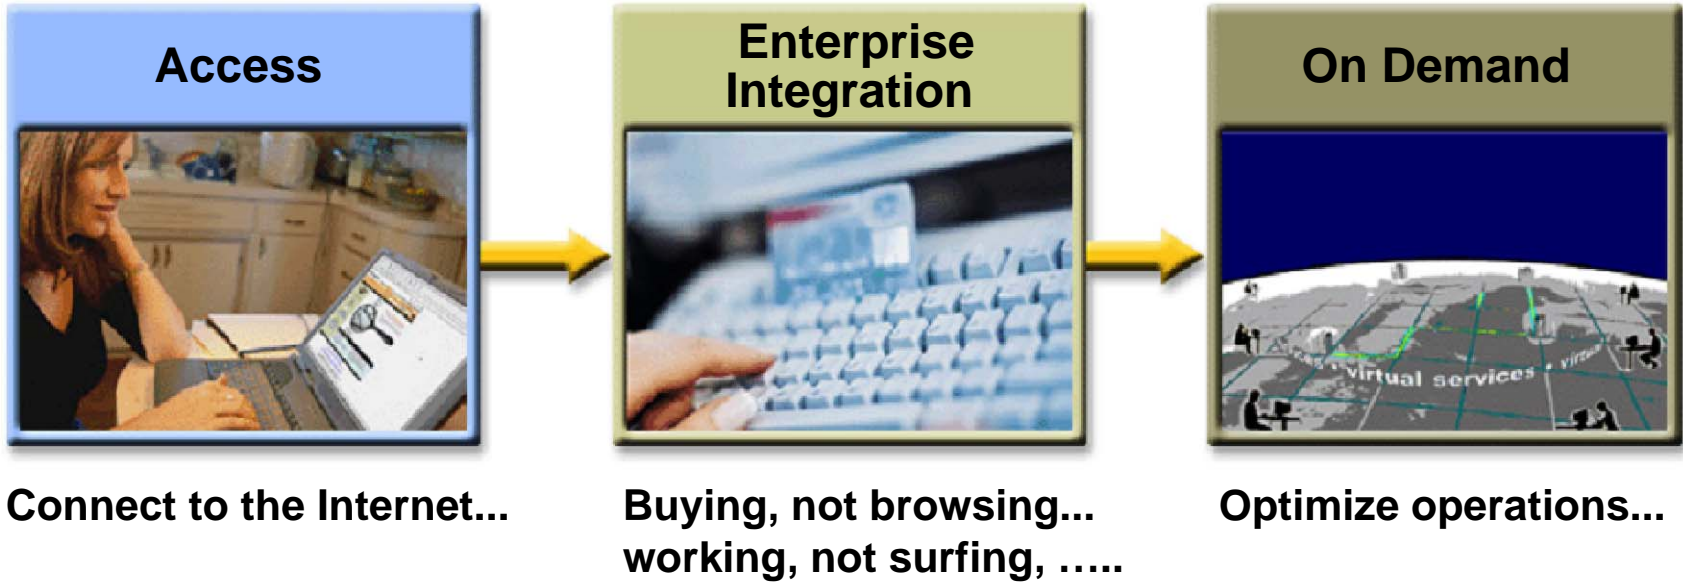 Access
Enterprise
Integration
On Demand
virtual services • virtual
Connect to the Internet...
Buying, not browsing...
working, not surfing, …..
Optimize operations...